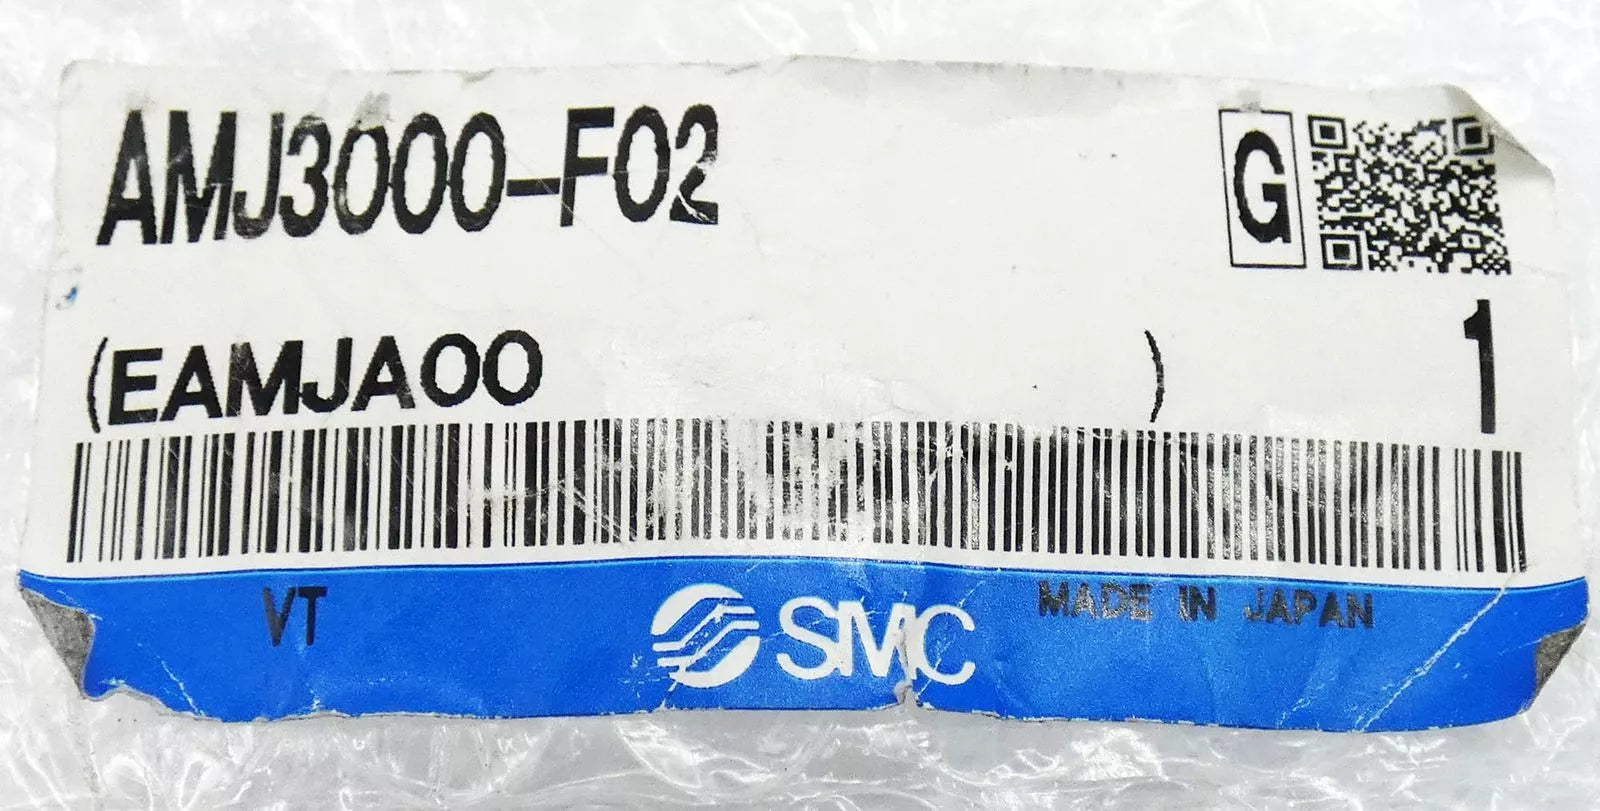 AMJ3000-F02
G
(EAMJA00 )
1
VT
SMC
MADE IN JAPAN